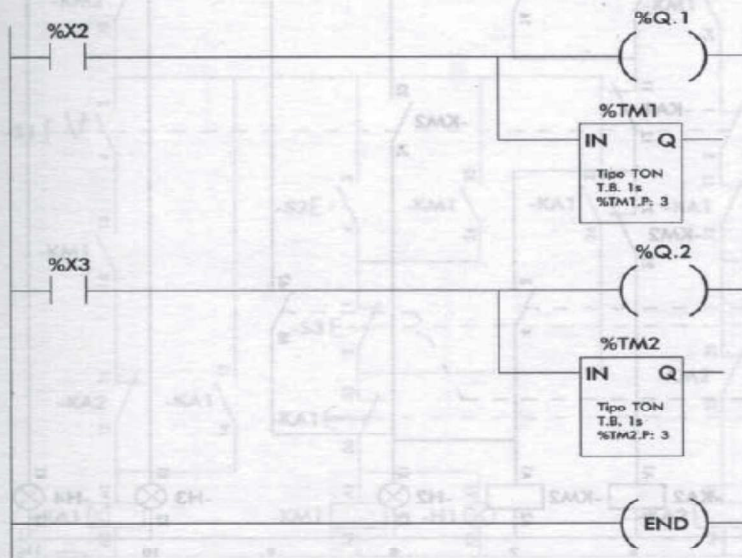 %X2
%Q.1
%TM1
IN Q
Tipo TON
T.B. 1s
%TM1.P: 3
%X3
%Q.2
%TM2
IN Q
Tipo TON
T.B. 1s
%TM2.P: 3
END